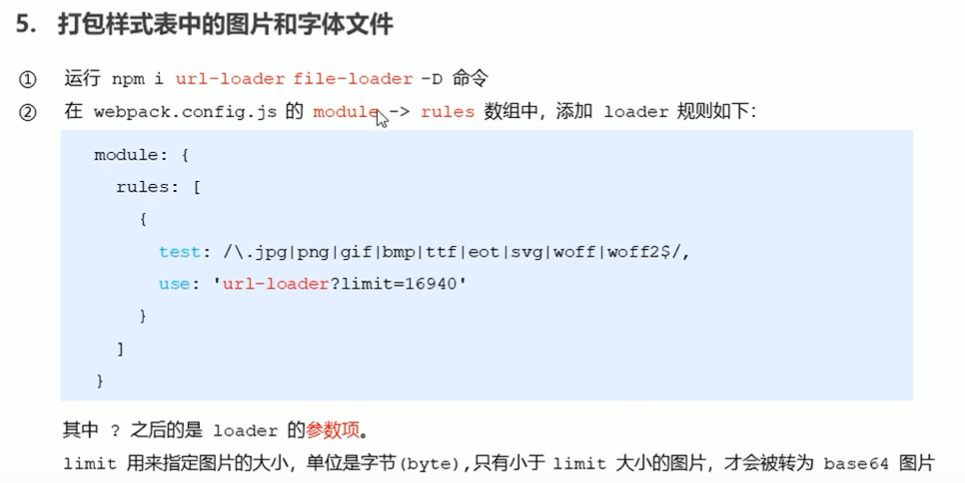 5. 打包样式表中的图片和字体文件
① 运行 npm i url-loader file-loader -D 命令
② 在 webpack.config.js 的 module -> rules 数组中，添加 loader 规则如下：
module: {
rules: [
{
test: /\.jpg|png|gif|bmp|ttf|eot|svg|woff|woff2$/,
use: 'url-loader?limit=16940'
}
]
}
其中 ? 之后的是 loader 的参数项。
limit 用来指定图片的大小，单位是字节(byte),只有小于 limit 大小的图片，才会被转为 base64 图片